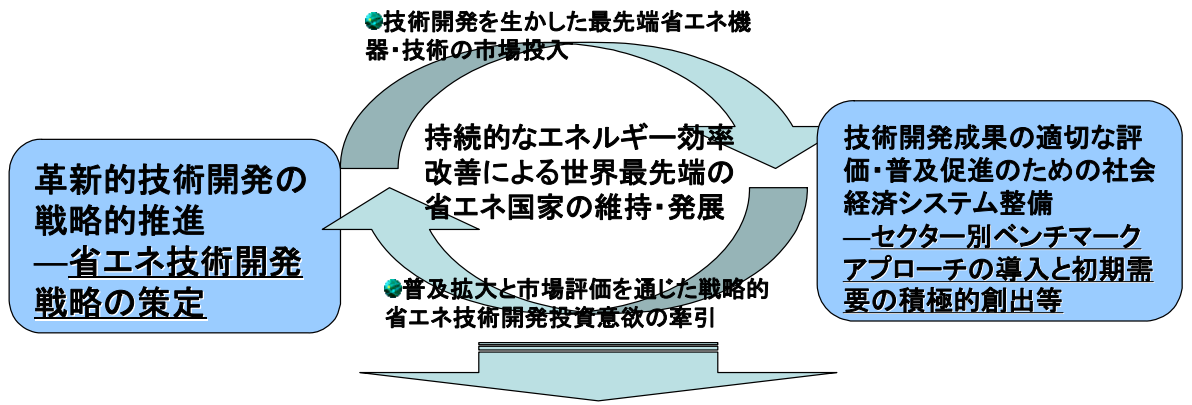 技術開発を生かした最先端省エネ機
器・技術の市場投入
持続的なエネルギー効率
改善による世界最先端の
省エネ国家の維持・発展
革新的技術開発の
戦略的推進
―省エネ技術開発
戦略の策定
技術開発成果の適切な評
価・普及促進のための社会
経済システム整備
―セクター別ベンチマーク
アプローチの導入と初期需
要の積極的創出等
普及拡大と市場評価を通じた戦略的
省エネ技術開発投資意欲の牽引